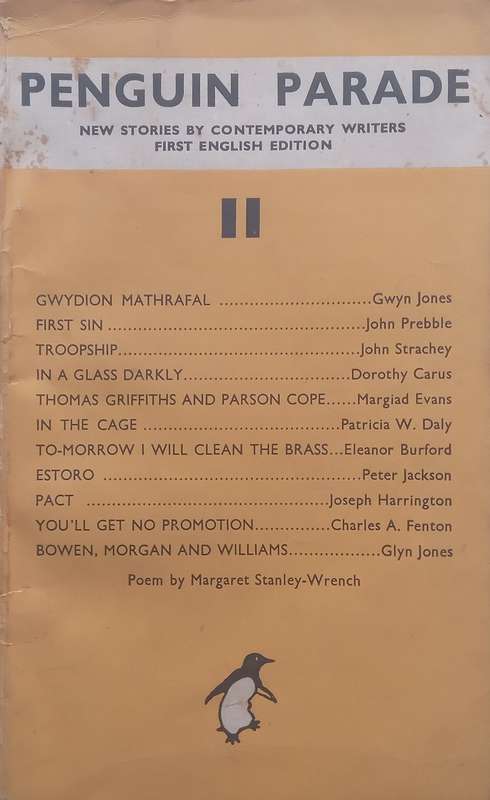 PENGUIN PARADE
NEW STORIES BY CONTEMPORARY WRITERS
FIRST ENGLISH EDITION
11
GWYDION MATHRAFAL ..............................Gwyn Jones
FIRST SIN ..................................................John Prebble
TROOPSHIP...............................................John Strachey
IN A GLASS DARKLY.................................Dorothy Carus
THOMAS GRIFFITHS AND PARSON COPE......Margiad Evans
IN THE CAGE .......................................Patricia W. Daly
TO-MORROW I WILL CLEAN THE BRASS...Eleanor Burford
ESTORO ..................................................Peter Jackson
PACT ...............................................Joseph Harrington
YOU'LL GET NO PROMOTION...............Charles A. Fenton
BOWEN, MORGAN AND WILLIAMS..................Glyn Jones
Poem by Margaret Stanley-Wrench